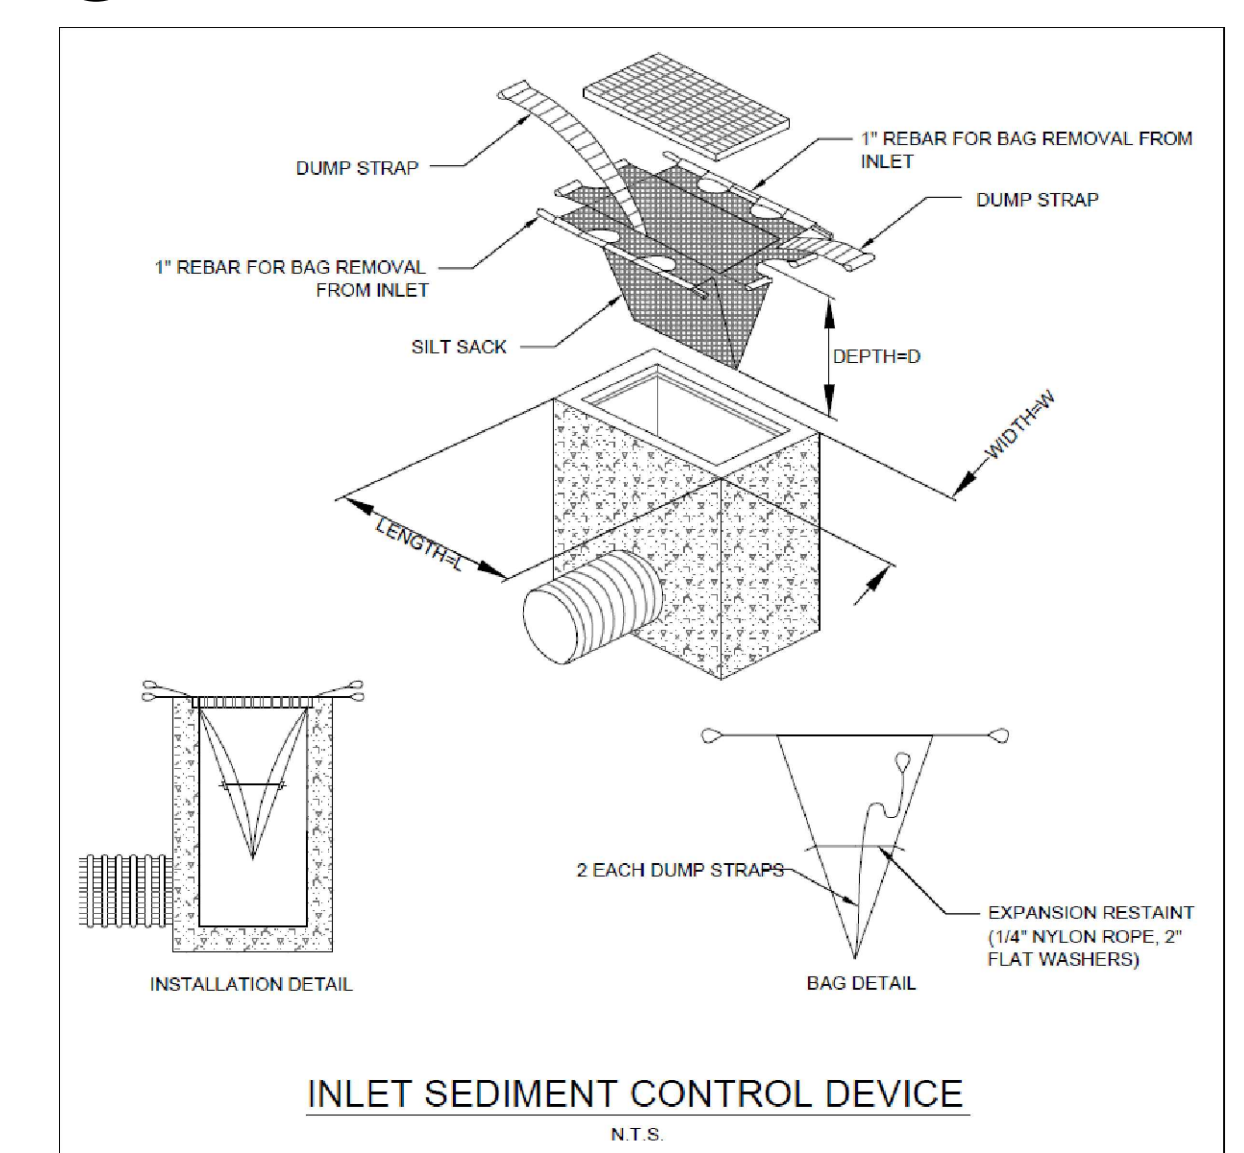 1" REBAR FOR BAG REMOVAL FROM
INLET
DUMP STRAP
DUMP STRAP
1" REBAR FOR BAG REMOVAL
FROM INLET
SILT SACK
DEPTH=D
WIDTH=W
LENGTH=L
2 EACH DUMP STRAPS
EXPANSION RESTAINT
(1/4" NYLON ROPE, 2"
FLAT WASHERS)
INSTALLATION DETAIL
BAG DETAIL
INLET SEDIMENT CONTROL DEVICE
N.T.S.